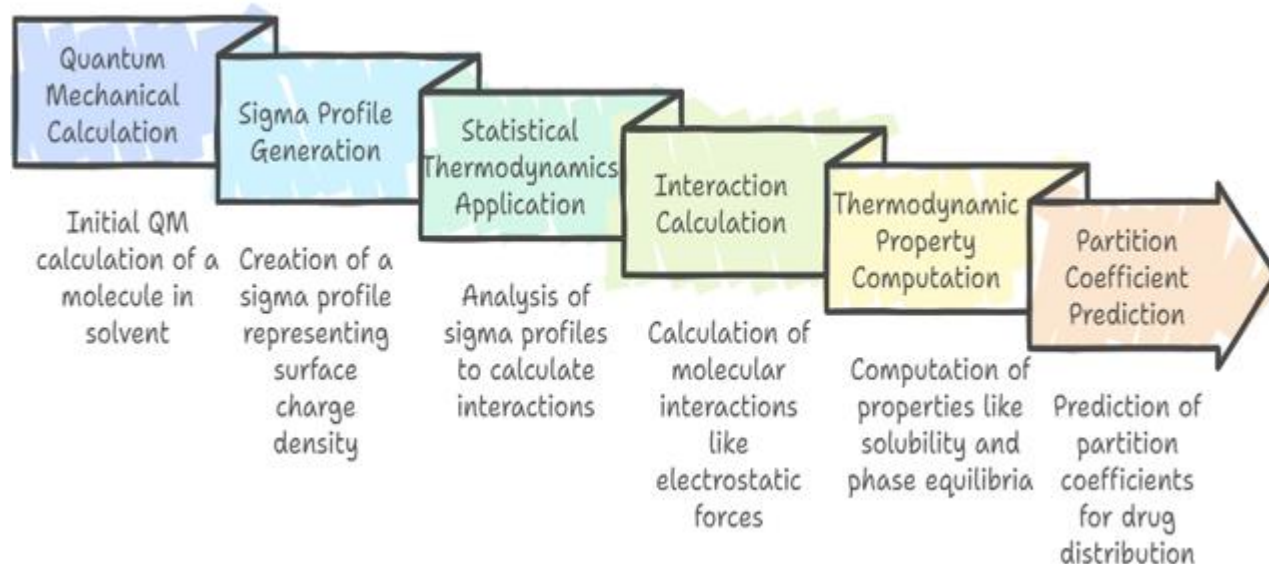 Quantum
Mechanical
Calculation
Initial QM
calculation of a
molecule in
solvent
Sigma Profile
Generation
Creation of a
sigma profile
representing
surface
charge
density
Statistical
Thermodynamics
Application
Analysis of
sigma profiles
to calculate
interactions
Interaction
Calculation
Calculation of
molecular
interactions
like
electrostatic
forces
Thermodynamic
Property
Computation
Computation of
properties like
solubility and
phase equilibria
Partition
Coefficient
Prediction
Prediction of
partition
coefficients
for drug
distribution